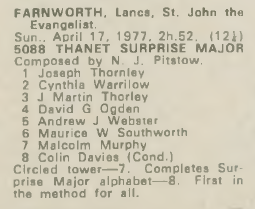 FARNWORTH, Lancs, St. John the
Evangelist.
Sun., April 17, 1977, 2h.52. (12½)
5088 THANET SURPRISE MAJOR
Composed by N. J. Pitstow.
1 Joseph Thornley
2 Cynthia Warrilow
3 J Martin Thorley
4 David G Ogden
5 Andrew J Webster
6 Maurice W Southworth
7 Malcolm Murphy
8 Colin Davies (Cond.)
Circled tower—7. Completes Sur-
prise Major alphabet—8. First in
the method for all.